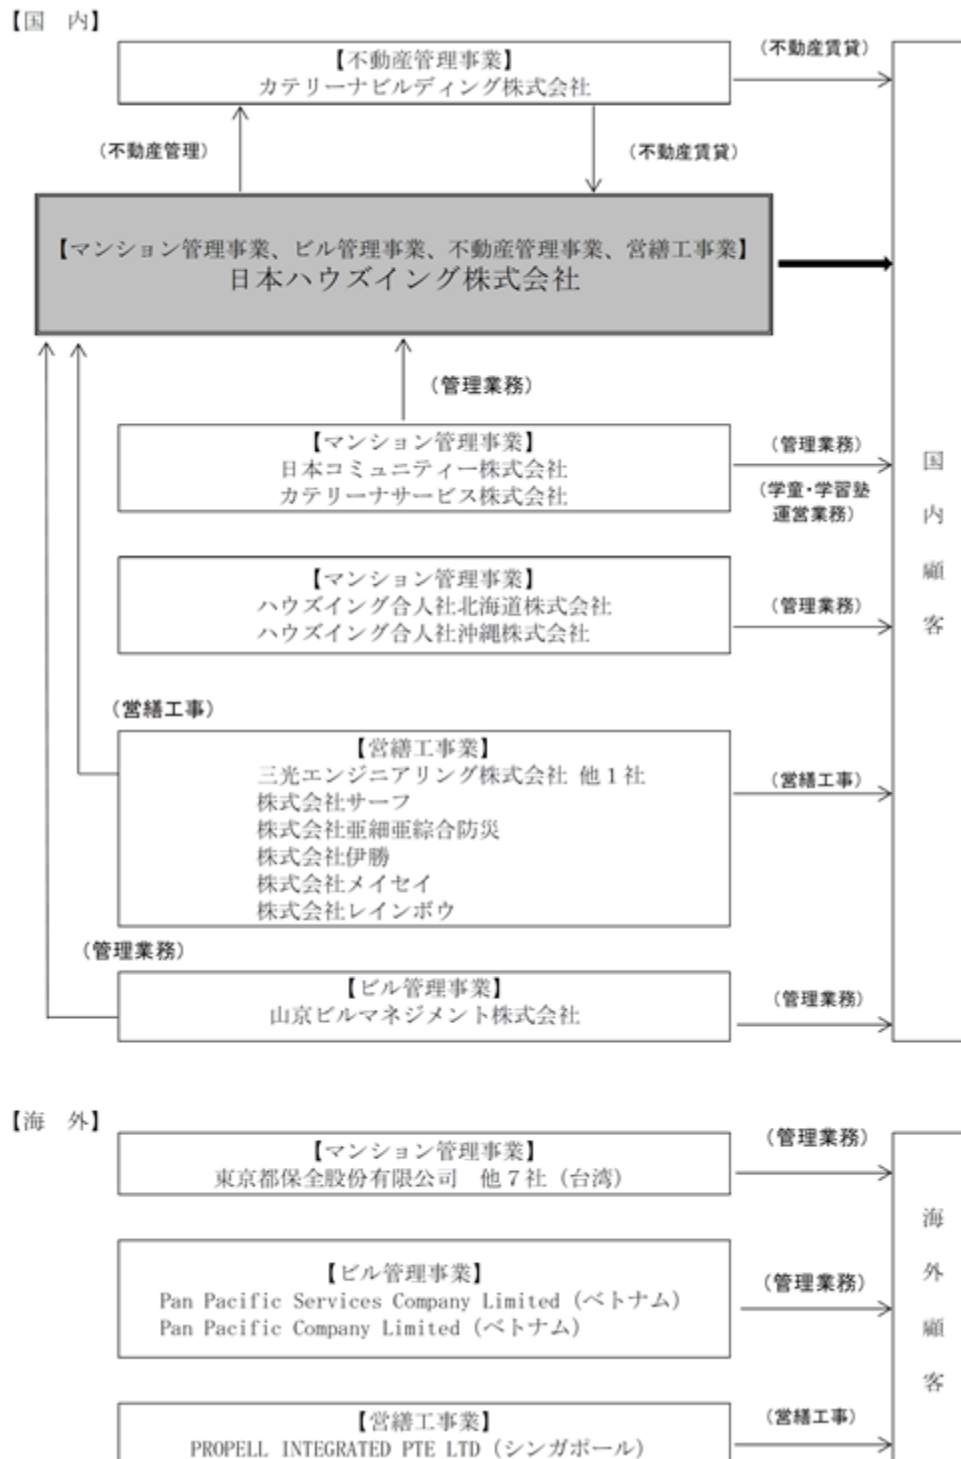 【国　内】
【不動産管理事業】
カテリーナビルディング株式会社
（不動産賃貸）
（不動産管理）
（不動産賃貸）
【マンション管理事業、ビル管理事業、不動産管理事業、営繕工事業】
日本ハウズイング株式会社
（管理業務）
【マンション管理事業】
日本コミュニティー株式会社
カテリーナサービス株式会社
（管理業務）
（学童・学習塾
運営業務）
【マンション管理事業】
ハウズイング合人社北海道株式会社
ハウズイング合人社沖縄株式会社
（管理業務）
（営繕工事）
【営繕工事業】
三光エンジニアリング株式会社 他１社
株式会社サーフ
株式会社亜細亜綜合防災
株式会社伊勝
株式会社メイセイ
株式会社レインボウ
（営繕工事）
（管理業務）
【ビル管理事業】
山京ビルマネジメント株式会社
（管理業務）
国内顧客
【海　外】
【マンション管理事業】
東京都保全股份有限公司　他７社（台湾）
（管理業務）
【ビル管理事業】
Pan Pacific Services Company Limited（ベトナム）
Pan Pacific Company Limited（ベトナム）
（管理業務）
【営繕工事業】
PROPELL INTEGRATED PTE LTD（シンガポール）
（営繕工事）
海外顧客